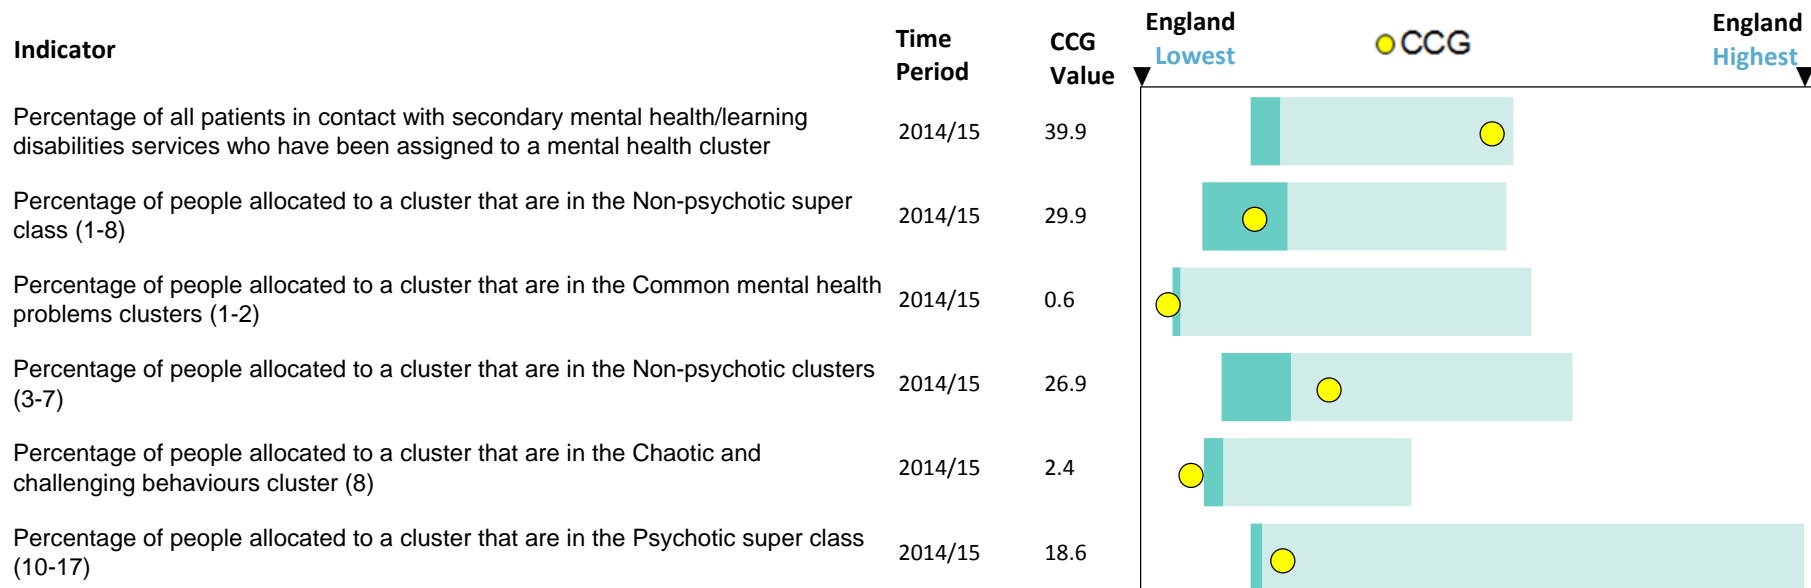 Indicator
Time
Period
CCG
Value
England
Lowest
CCG
England
Highest
Percentage of all patients in contact with secondary mental health/learning
disabilities services who have been assigned to a mental health cluster
2014/15
39.9
Percentage of people allocated to a cluster that are in the Non-psychotic super
class (1-8)
2014/15
29.9
Percentage of people allocated to a cluster that are in the Common mental health
problems clusters (1-2)
2014/15
0.6
Percentage of people allocated to a cluster that are in the Non-psychotic clusters
(3-7)
2014/15
26.9
Percentage of people allocated to a cluster that are in the Chaotic and
challenging behaviours cluster (8)
2014/15
2.4
Percentage of people allocated to a cluster that are in the Psychotic super class
(10-17)
2014/15
18.6